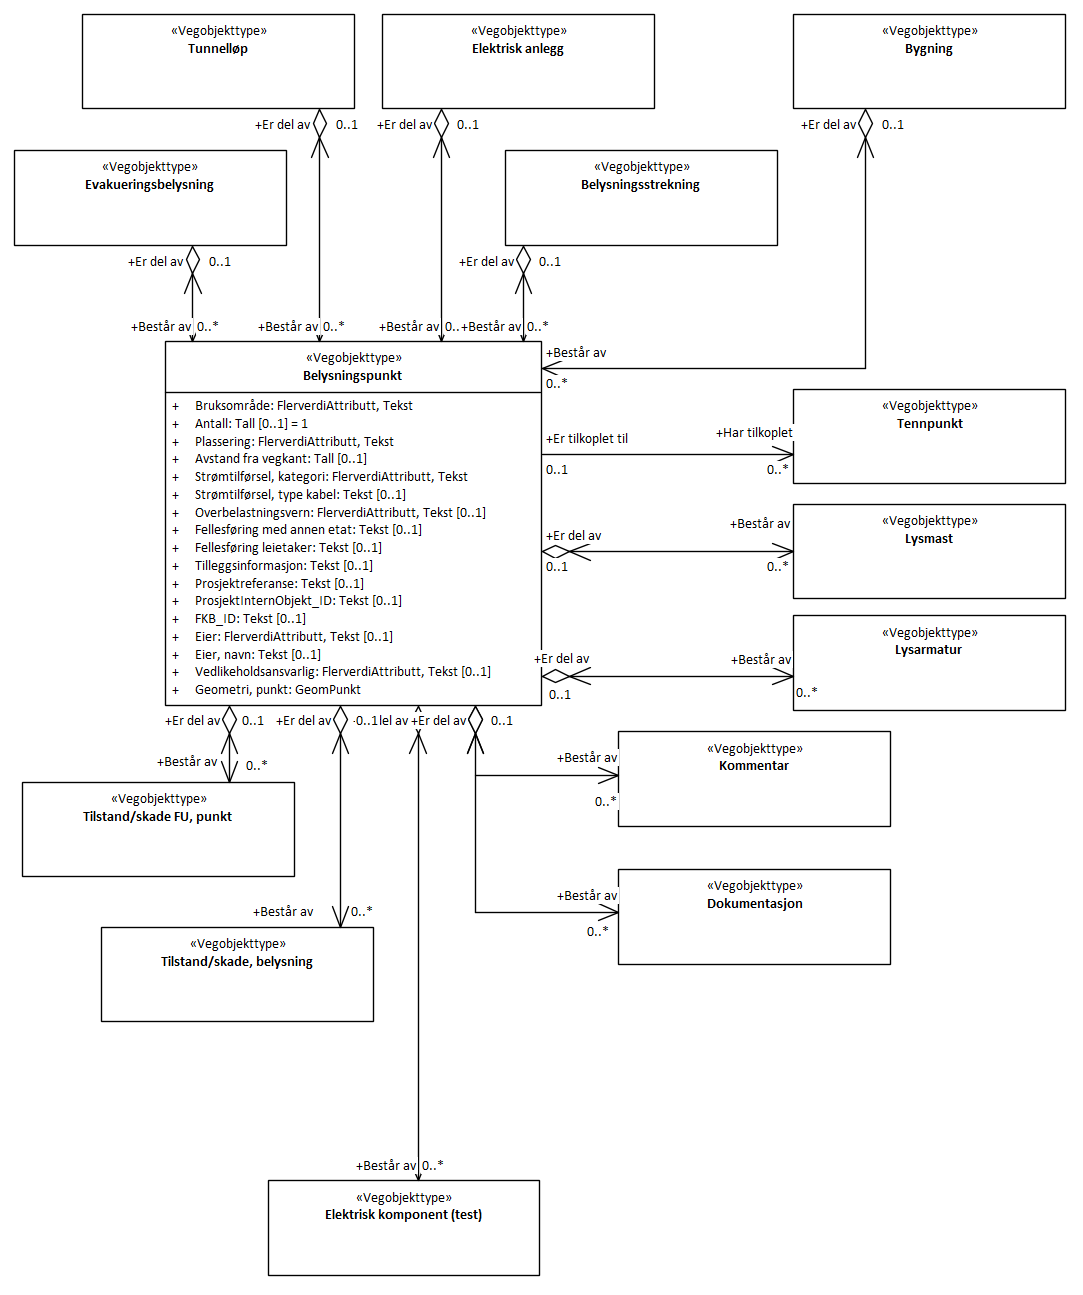 «Vegobjekttype»
Tunnelløp
«Vegobjekttype»
Elektrisk anlegg
«Vegobjekttype»
Bygning
+Er del av 0..1
+Er del av 0..1
+Er del av 0..1
«Vegobjekttype»
Evakueringsbelysning
«Vegobjekttype»
Belysningsstrekning
+Er del av 0..1
+Er del av 0..1
+Består av 0..*
+Består av 0..*
+Består av 0..
+Består av 0..*
«Vegobjekttype»
Belysningspunkt
+ Bruksområde: FlerverdiAttributt, Tekst
+ Antall: Tall [0..1] = 1
+ Plassering: FlerverdiAttributt, Tekst
+ Avstand fra vegkant: Tall [0..1]
+ Strømtilførsel, kategori: FlerverdiAttributt, Tekst
+ Strømtilførsel, type kabel: Tekst [0..1]
+ Overbelastningsvern: FlerverdiAttributt, Tekst [0..1]
+ Fellesføring med annen etat: Tekst [0..1]
+ Fellesføring leietaker: Tekst [0..1]
+ Tilleggsinformasjon: Tekst [0..1]
+ Prosjektreferanse: Tekst [0..1]
+ ProsjektInternObjekt_ID: Tekst [0..1]
+ FKB_ID: Tekst [0..1]
+ Eier: FlerverdiAttributt, Tekst [0..1]
+ Eier, navn: Tekst [0..1]
+ Vedlikeholdsansvarlig: FlerverdiAttributt, Tekst [0..1]
+ Geometri, punkt: GeomPunkt
+Består av
0..*
+Er tilkoplet til
0..1
+Har tilkoplet
0..*
«Vegobjekttype»
Tennpunkt
+Er del av
0..1
+Består av
0..*
«Vegobjekttype»
Lysmast
+Er del av
0..1
+Består av
0..*
«Vegobjekttype»
Lysarmatur
+Er del av 0..1
+Er del av
0..1
del av
+Er del av 0..1
+Består av 0..*
«Vegobjekttype»
Tilstand/skade FU, punkt
+Består av
0..*
«Vegobjekttype»
Kommentar
+Består av
0..*
«Vegobjekttype»
Dokumentasjon
+Består av 0..*
«Vegobjekttype»
Tilstand/skade, belysning
+Består av 0..*
«Vegobjekttype»
Elektrisk komponent (test)